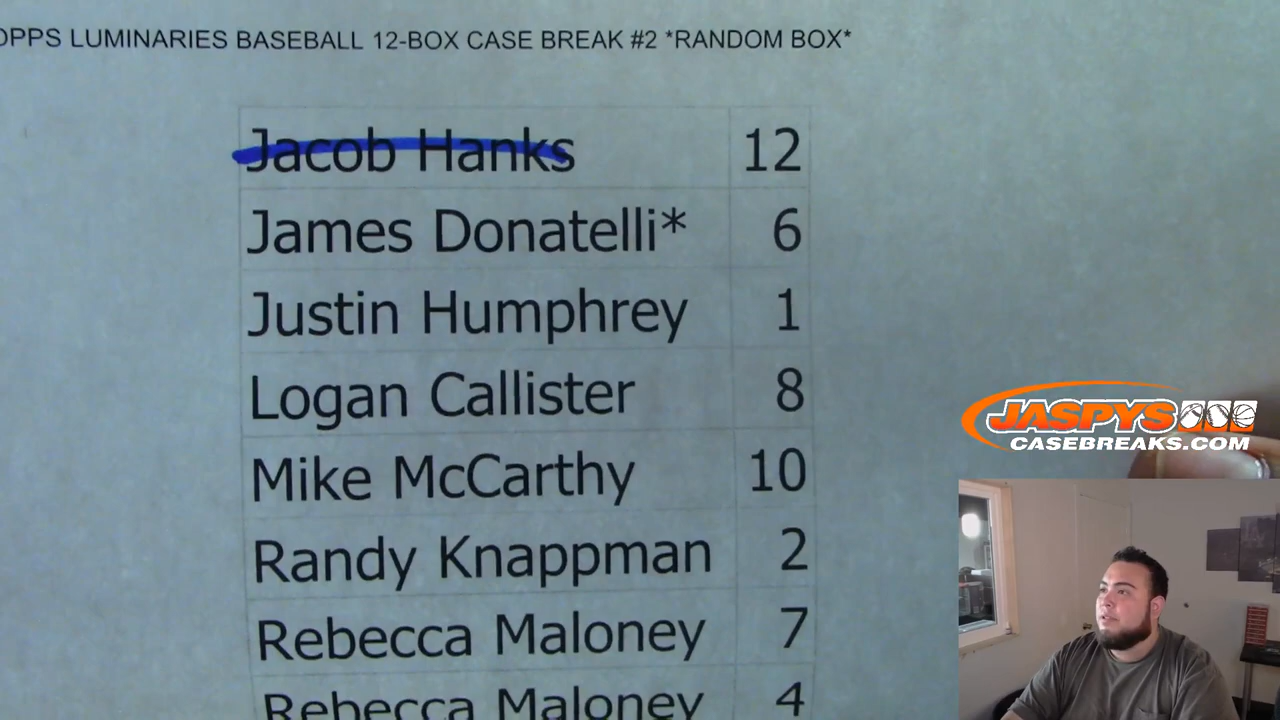 OPPS LUMINARIES BASEBALL 12-BOX CASE BREAK #2 *RANDOM BOX*
Jacob Hanks 12
James Donatelli* 6
Justin Humphrey 1
Logan Callister 8
Mike McCarthy 10
Randy Knappman 2
Rebecca Maloney 7
Rebecca Maloney 4
JASPYS
CASEBREAKS.COM